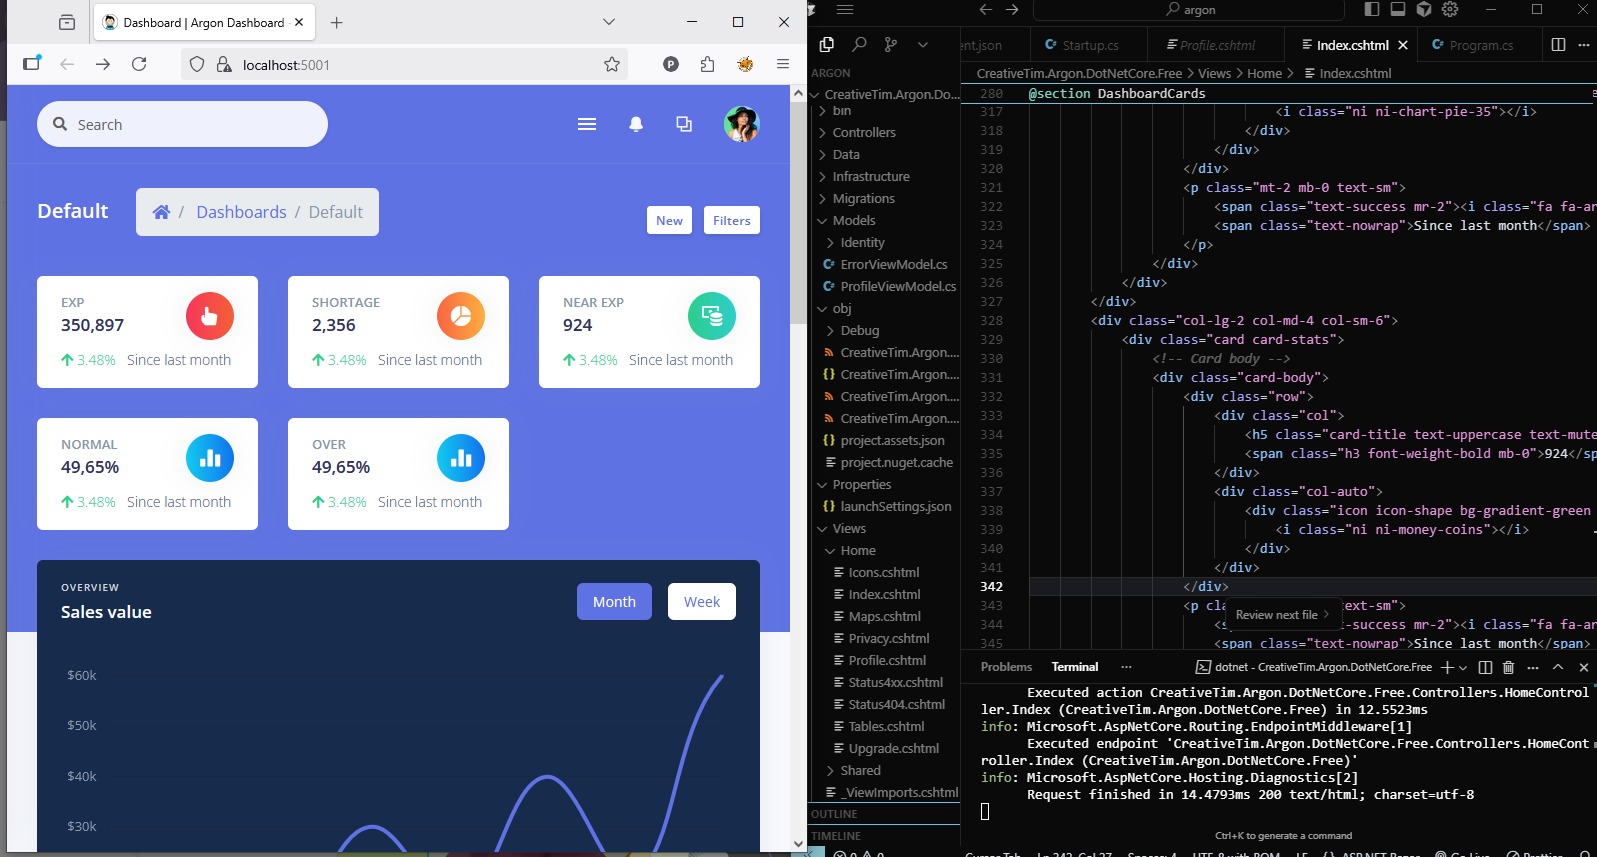 Dashboard | Argon Dashboard
localhost:5001
Search
Default
/ Dashboards / Default
New
Filters
EXP
350,897
3.48% Since last month
SHORTAGE
2,356
3.48% Since last month
NEAR EXP
924
3.48% Since last month
NORMAL
49,65%
3.48% Since last month
OVER
49,65%
3.48% Since last month
OVERVIEW
Sales value
Month
Week
$60k
$50k
$40k
$30k
argon
ent.json
Startup.cs
Profile.cshtml
Index.cshtml
Program.cs
ARGON
CreativeTim.Argon.Do...
bin
Controllers
Data
Infrastructure
Migrations
Models
Identity
ErrorViewModel.cs
ProfileViewModel.cs
obj
Debug
CreativeTim.Argon....
CreativeTim.Argon....
CreativeTim.Argon....
CreativeTim.Argon....
project.assets.json
project.nuget.cache
Properties
launchSettings.json
Views
Home
Icons.cshtml
Index.cshtml
Maps.cshtml
Privacy.cshtml
Profile.cshtml
Status4xx.cshtml
Status404.cshtml
Tables.cshtml
Upgrade.cshtml
Shared
_ViewImports.cshtml
OUTLINE
TIMELINE
CreativeTim.Argon.DotNetCore.Free > Views > Home > Index.cshtml
280 @section DashboardCards
317 <i class="ni ni-chart-pie-35"></i>
318 </div>
319 </div>
320 </div>
321 <p class="mt-2 mb-0 text-sm">
322 <span class="text-success mr-2"><i class="fa fa-ar
323 <span class="text-nowrap">Since last month</span>
324 </p>
325 </div>
326 </div>
327 </div>
328 <div class="col-lg-2 col-md-4 col-sm-6">
329 <div class="card card-stats">
330 <!-- Card body -->
331 <div class="card-body">
332 <div class="row">
333 <div class="col">
334 <h5 class="card-title text-uppercase text-mute
335 <span class="h3 font-weight-bold mb-0">924</sp
336 </div>
337 <div class="col-auto">
338 <div class="icon icon-shape bg-gradient-green
339 <i class="ni ni-money-coins"></i>
340 </div>
341 </div>
342 </div>
343 <p cla ext-sm">
344 <s -success mr-2"><i class="fa fa-ar
345 <span class="text-nowrap">Since last month</span>
Review next file >
Problems
Terminal
dotnet - CreativeTim.Argon.DotNetCore.Free
Executed action CreativeTim.Argon.DotNetCore.Free.Controllers.HomeControl
ler.Index (CreativeTim.Argon.DotNetCore.Free) in 12.5523ms
info: Microsoft.AspNetCore.Routing.EndpointMiddleware[1]
Executed endpoint 'CreativeTim.Argon.DotNetCore.Free.Controllers.HomeCont
roller.Index (CreativeTim.Argon.DotNetCore.Free)'
info: Microsoft.AspNetCore.Hosting.Diagnostics[2]
Request finished in 14.4793ms 200 text/html; charset=utf-8
Ctrl+K to generate a command